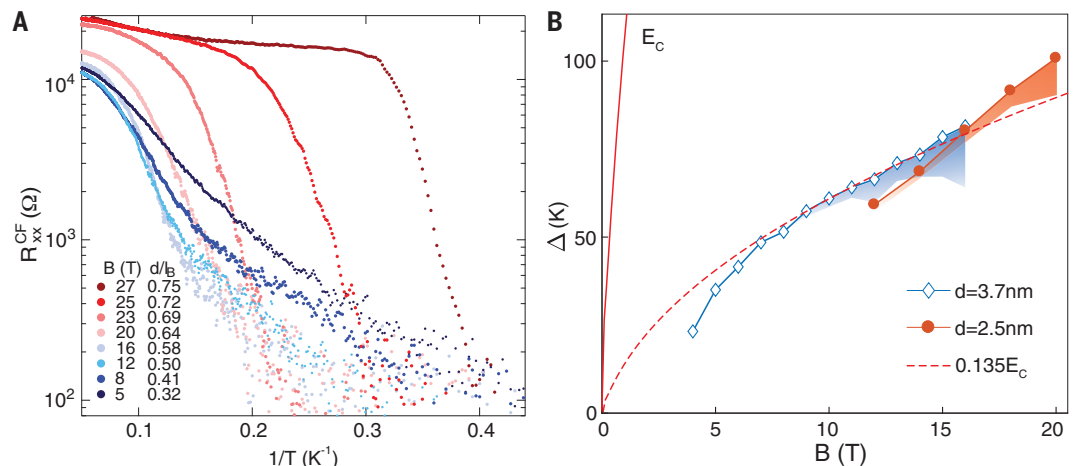 A
R_xx^CF (Ω)
10^4
10^3
10^2
B (T) d/l_B
27 0.75
25 0.72
23 0.69
20 0.64
16 0.58
12 0.50
8 0.41
5 0.32
0.1 0.2 0.3 0.4
1/T (K^-1)
B
E_C
Δ (K)
100
50
0
d=3.7nm
d=2.5nm
0.135E_C
0 5 10 15 20
B (T)